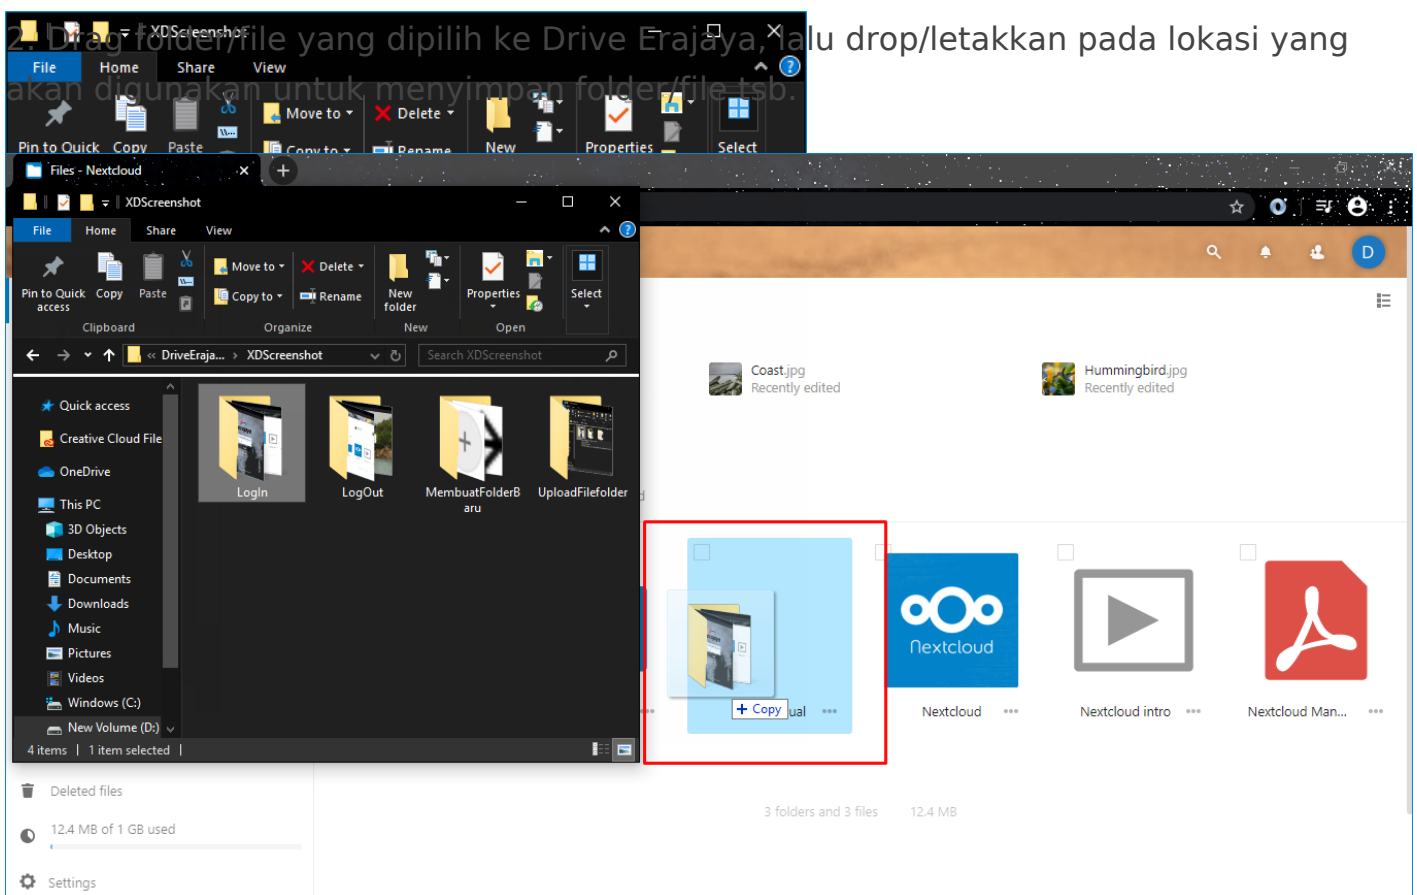 XDScreenshot
2. Drag folder/file yang dipilih ke Drive Erajaya, lalu drop/letakkan pada lokasi yang
File Home Share View
akan digunakan untuk menyimpan folder/file tsb.
Move to Delete
Pin to Quick Copy Paste Copy to Rename New Properties Select
Files - Nextcloud
XDScreenshot
File Home Share View
D
Move to Delete
Pin to Quick access Copy Paste Copy to Rename New folder Properties Select
Clipboard Organize New Open
« DriveEraja... › XDScreenshot Search XDScreenshot
Coast.jpg Hummingbird.jpg
Recently edited Recently edited
Quick access
Creative Cloud File
OneDrive
LogIn LogOut MembuatFolderB UploadFilefolder
aru
This PC
3D Objects
Desktop
Documents
Downloads
Music
Pictures
Videos
Windows (C:)
New Volume (D:)
nextcloud
+ Copy ual ••• Nextcloud ••• Nextcloud intro ••• Nextcloud Man... •••
4 items | 1 item selected |
Deleted files
3 folders and 3 files 12.4 MB
12.4 MB of 1 GB used
Settings